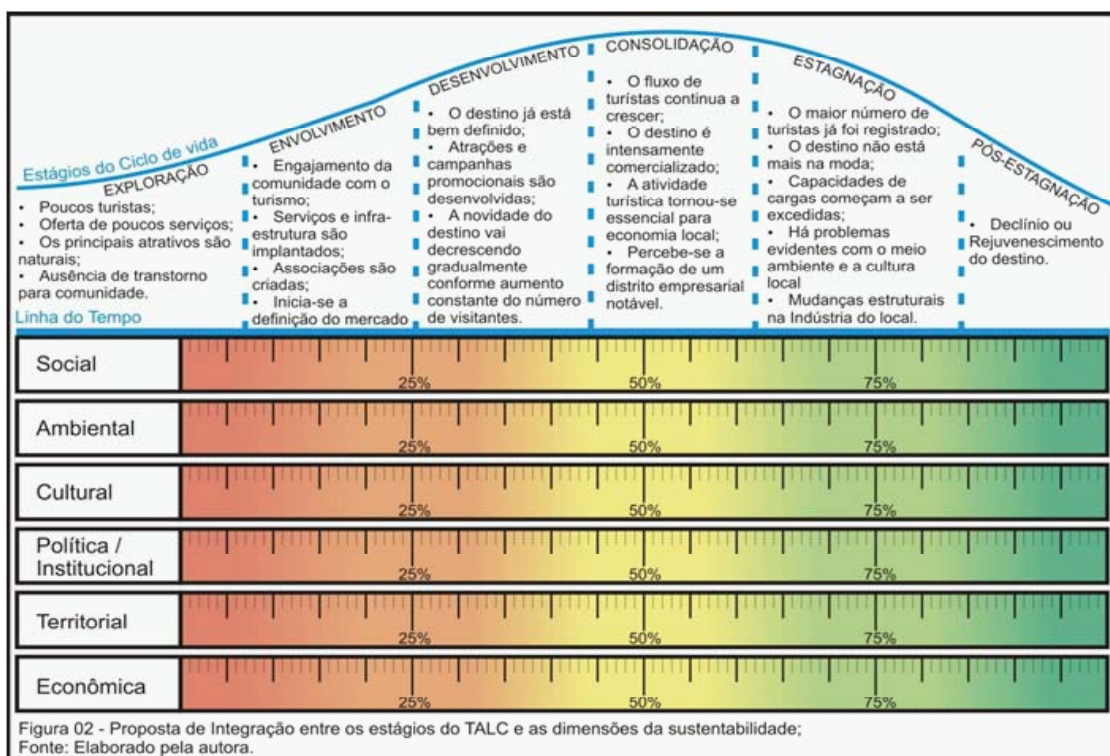 Estágios do Ciclo de vida
EXPLORAÇÃO
• Poucos turistas;
• Oferta de poucos serviços;
• Os principais atrativos são
naturais;
• Ausência de transtorno
para comunidade.
ENVOLVIMENTO
• Engajamento da
comunidade com o
turismo;
• Serviços e infra-
estrutura são
implantados;
• Associações são
criadas;
• Inicia-se a
definição do mercado
DESENVOLVIMENTO
• O destino já está
bem definido;
• Atrações e
campanhas
promocionais são
desenvolvidas;
• A novidade do
destino vai
decrescendo
gradualmente
conforme aumento
constante do número
de visitantes.
CONSOLIDAÇÃO
• O fluxo de
turístas continua a
crescer;
• O destino é
intensamente
comercializado;
• A atividade
turística tornou-se
essencial para
economia local;
• Percebe-se a
formação de um
distrito empresarial
notável.
ESTAGNAÇÃO
• O maior número de
turistas já foi registrado;
• O destino não está
mais na moda;
• Capacidades de
cargas começam a ser
excedidas;
• Há problemas
evidentes com o meio
ambiente e a cultura
local
• Mudanças estruturais
na Indústria do local.
PÓS-ESTAGNAÇÃO
• Declínio ou
Rejuvenescimento
do destino.
Linha do Tempo
Social
25% 50% 75%
Ambiental
25% 50% 75%
Cultural
25% 50% 75%
Política /
Institucional
25% 50% 75%
Territorial
25% 50% 75%
Econômica
25% 50% 75%
Figura 02 - Proposta de Integração entre os estágios do TALC e as dimensões da sustentabilidade;
Fonte: Elaborado pela autora.